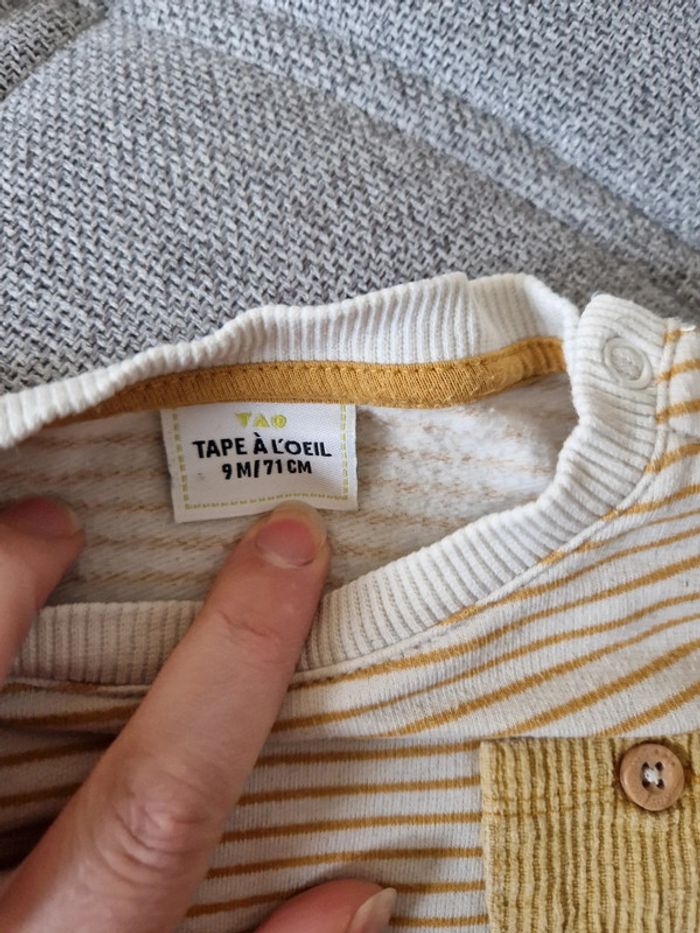 TAO
TAPE À L'OEIL
9 M/71 CM